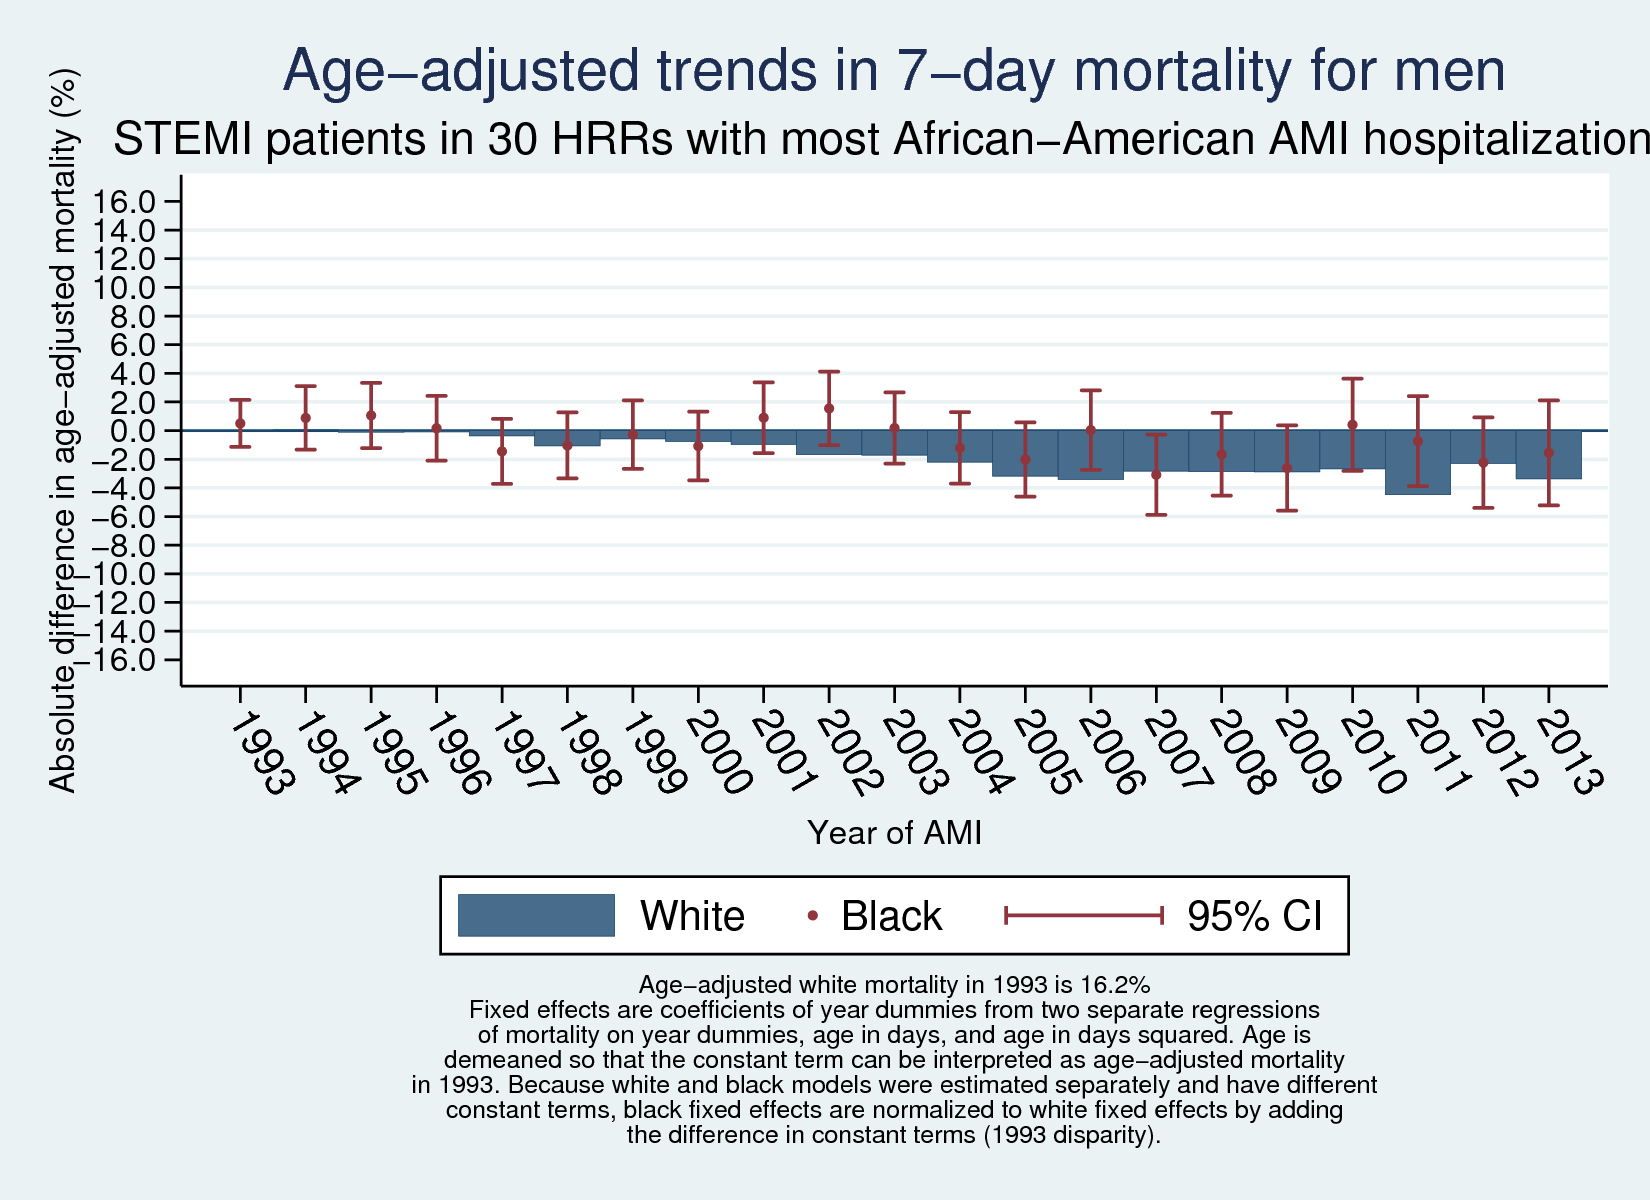 Age−adjusted trends in 7−day mortality for men
STEMI patients in 30 HRRs with most African−American AMI hospitalization
Absolute difference in age−adjusted mortality (%)
16.0
14.0
12.0
10.0
8.0
6.0
4.0
2.0
0.0
−2.0
−4.0
−6.0
−8.0
−10.0
−12.0
−14.0
−16.0
1993
1994
1995
1996
1997
1998
1999
2000
2001
2002
2003
2004
2005
2006
2007
2008
2009
2010
2011
2012
2013
Year of AMI
White
Black
95% CI
Age−adjusted white mortality in 1993 is 16.2%
Fixed effects are coefficients of year dummies from two separate regressions
of mortality on year dummies, age in days, and age in days squared. Age is
demeaned so that the constant term can be interpreted as age−adjusted mortality
in 1993. Because white and black models were estimated separately and have different
constant terms, black fixed effects are normalized to white fixed effects by adding
the difference in constant terms (1993 disparity).